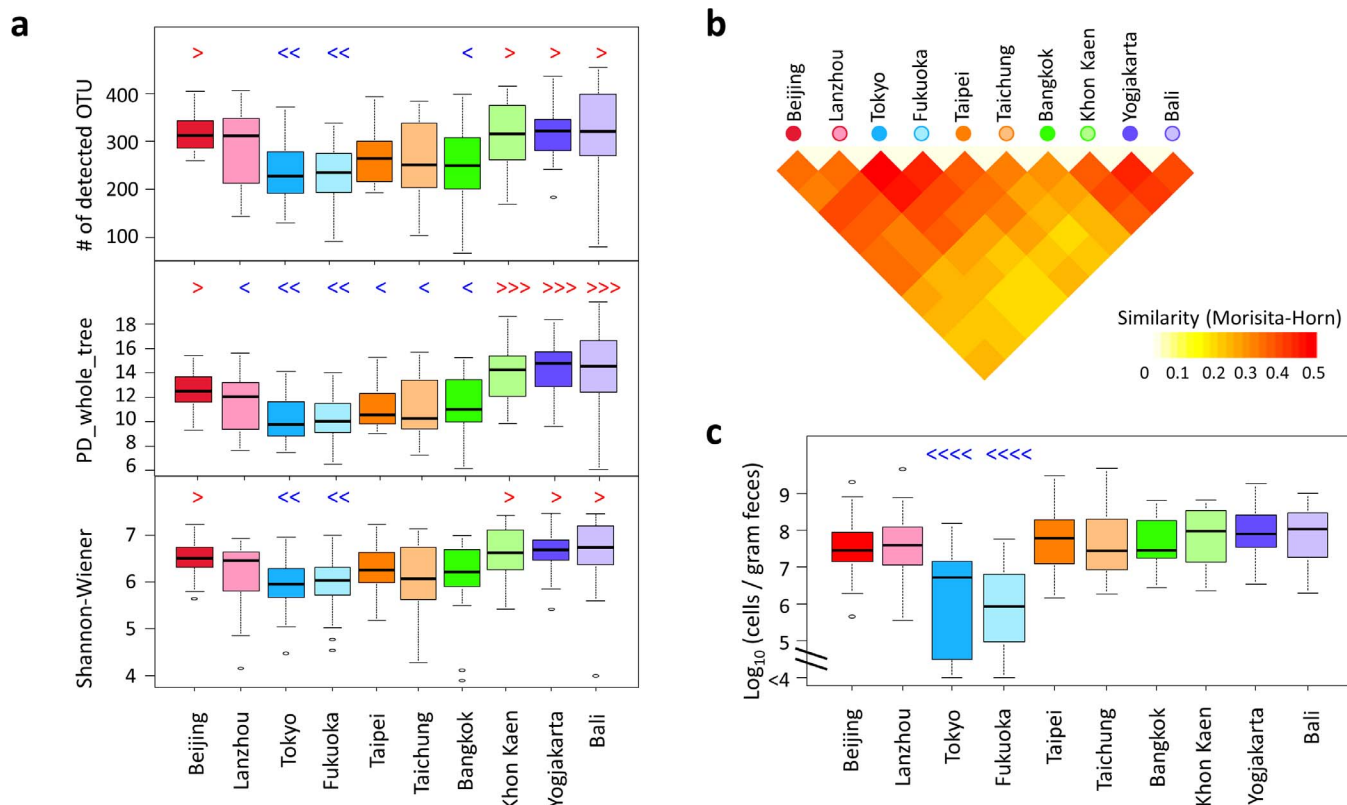 a
# of detected OTU
400
300
200
100
> << << < > > >
PD_whole_tree
18
16
14
12
10
8
6
> < << << < < < >>> >>> >>>
Shannon-Wiener
7
6
5
4
> << << > > >
Beijing
Lanzhou
Tokyo
Fukuoka
Taipei
Taichung
Bangkok
Khon Kaen
Yogjakarta
Bali
b
Beijing
Lanzhou
Tokyo
Fukuoka
Taipei
Taichung
Bangkok
Khon Kaen
Yogjakarta
Bali
Similarity (Morisita-Horn)
0 0.1 0.2 0.3 0.4 0.5
c
Log10 (cells / gram feces)
9
8
7
6
5
<4
<<<< <<<<
Beijing
Lanzhou
Tokyo
Fukuoka
Taipei
Taichung
Bangkok
Khon Kaen
Yogjakarta
Bali